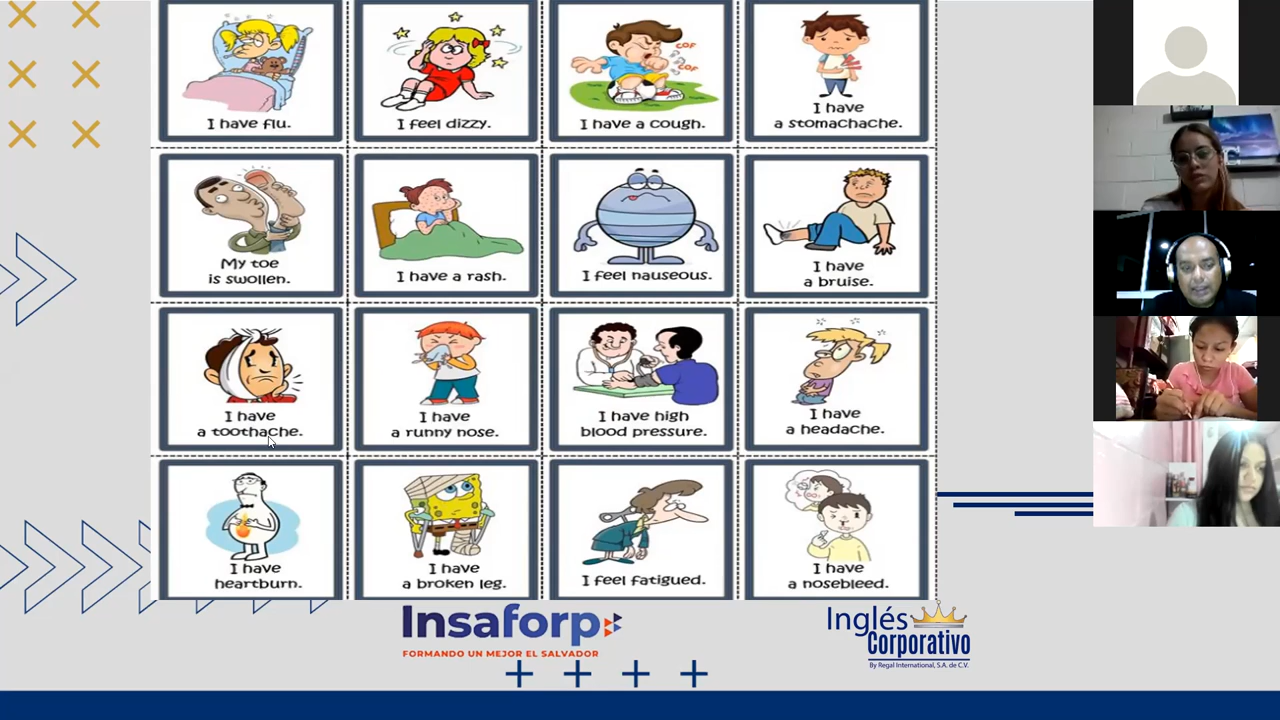 I have flu.
I feel dizzy.
COF
COF
I have a cough.
I have
a stomachache.
My toe
is swollen.
I have a rash.
I feel nauseous.
I have
a bruise.
I have
a toothache.
I have
a runny nose.
I have high
blood pressure.
I have
a headache.
I have
heartburn.
I have
a broken leg.
I feel fatigued.
I have
a nosebleed.
Insaforp
FORMANDO UN MEJOR EL SALVADOR
Inglés
Corporativo
By Regal International, S.A. de C.V.